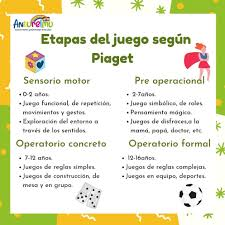 Anturemo
Etapas del juego según
Piaget
Sensorio motor
• 0-2 años.
• Juego funcional, de repetición,
movimientos y gestos.
• Exploración del entorno a
través de los sentidos.
Pre operacional
• 2-7años.
• Juego simbólico, de roles.
• Pensamiento mágico.
• Juegos de disfraces,a la
mamá, papá, doctor, etc
Operatorio concreto
• 7-12 años.
• Juegos de reglas simples.
• Juegos de construcción, de
mesa y en grupo.
Operatorio formal
• 12-16años.
• Juegos de reglas complejas.
• Juegos en equipo, deportes.